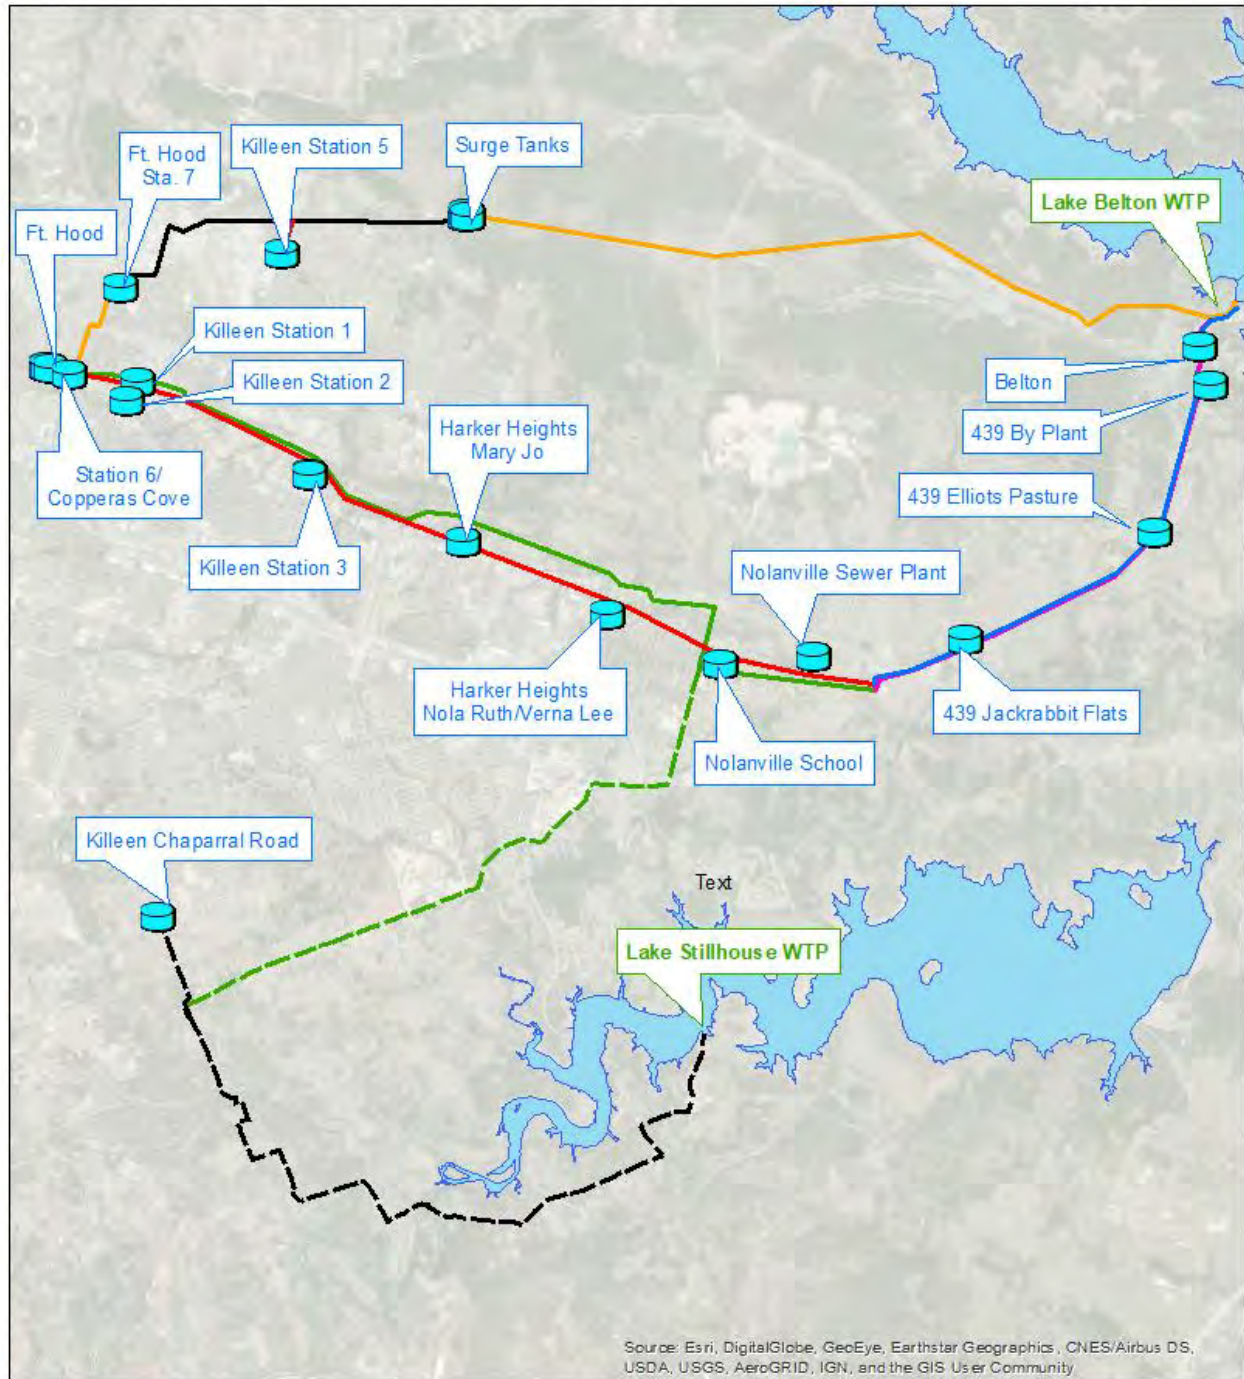 Ft. Hood
Sta. 7
Killeen Station 5
Surge Tanks
Lake Belton WTP
Ft. Hood
Killeen Station 1
Killeen Station 2
Belton
439 By Plant
Harker Heights
Mary Jo
Station 6/
Copperas Cove
439 Elliots Pasture
Killeen Station 3
Nolanville Sewer Plant
Harker Heights
Nola Ruth/Verna Lee
439 Jackrabbit Flats
Nolanville School
Killeen Chaparral Road
Text
Lake Stillhouse WTP
Source: Esri, DigitalGlobe, GeoEye, Earthstar Geographics, CNES/Airbus DS,
USDA, USGS, AeroGRID, IGN, and the GIS User Community